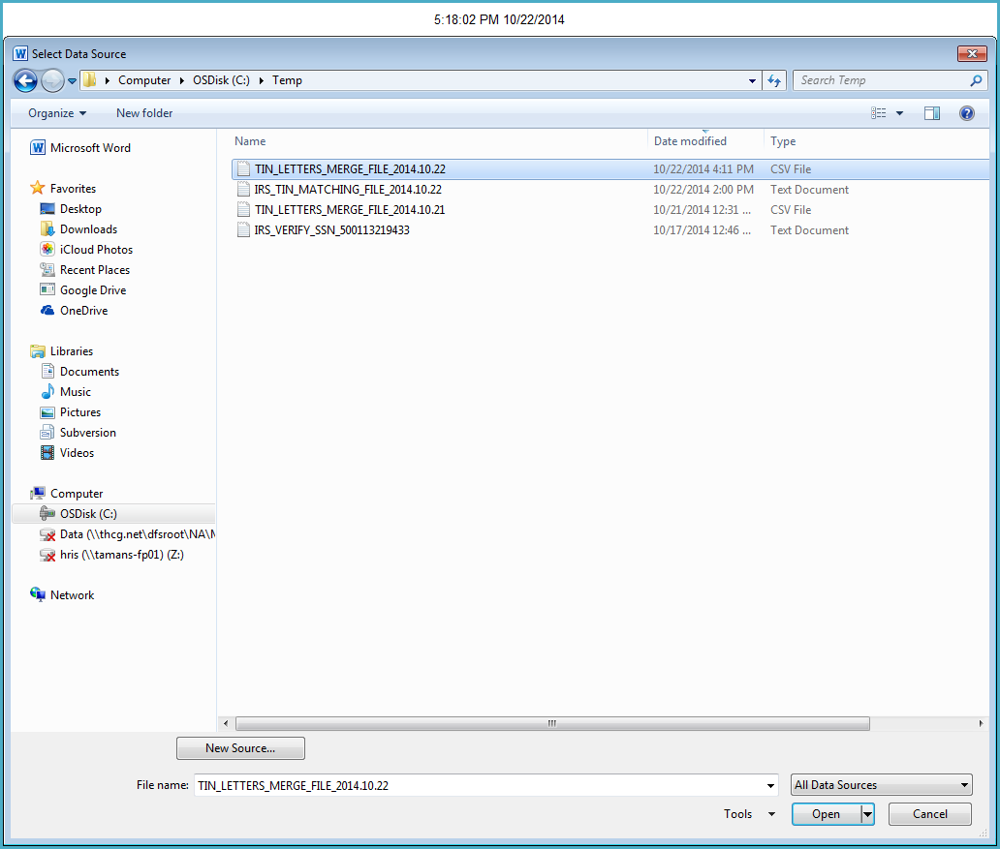 5:18:02 PM 10/22/2014
Select Data Source
Computer OSDisk (C:) Temp
Search Temp
Organize New folder
Microsoft Word
Favorites
Desktop
Downloads
iCloud Photos
Recent Places
Google Drive
OneDrive
Libraries
Documents
Music
Pictures
Subversion
Videos
Computer
OSDisk (C:)
Data (\\thcg.net\dfsroot\NA\M
hris (\\tamans-fp01) (Z:)
Network
Name Date modified Type
TIN_LETTERS_MERGE_FILE_2014.10.22 10/22/2014 4:11 PM CSV File
IRS_TIN_MATCHING_FILE_2014.10.22 10/22/2014 2:00 PM Text Document
TIN_LETTERS_MERGE_FILE_2014.10.21 10/21/2014 12:31 ... CSV File
IRS_VERIFY_SSN_500113219433 10/17/2014 12:46 ... Text Document
New Source...
File name: TIN_LETTERS_MERGE_FILE_2014.10.22 All Data Sources
Tools Open Cancel